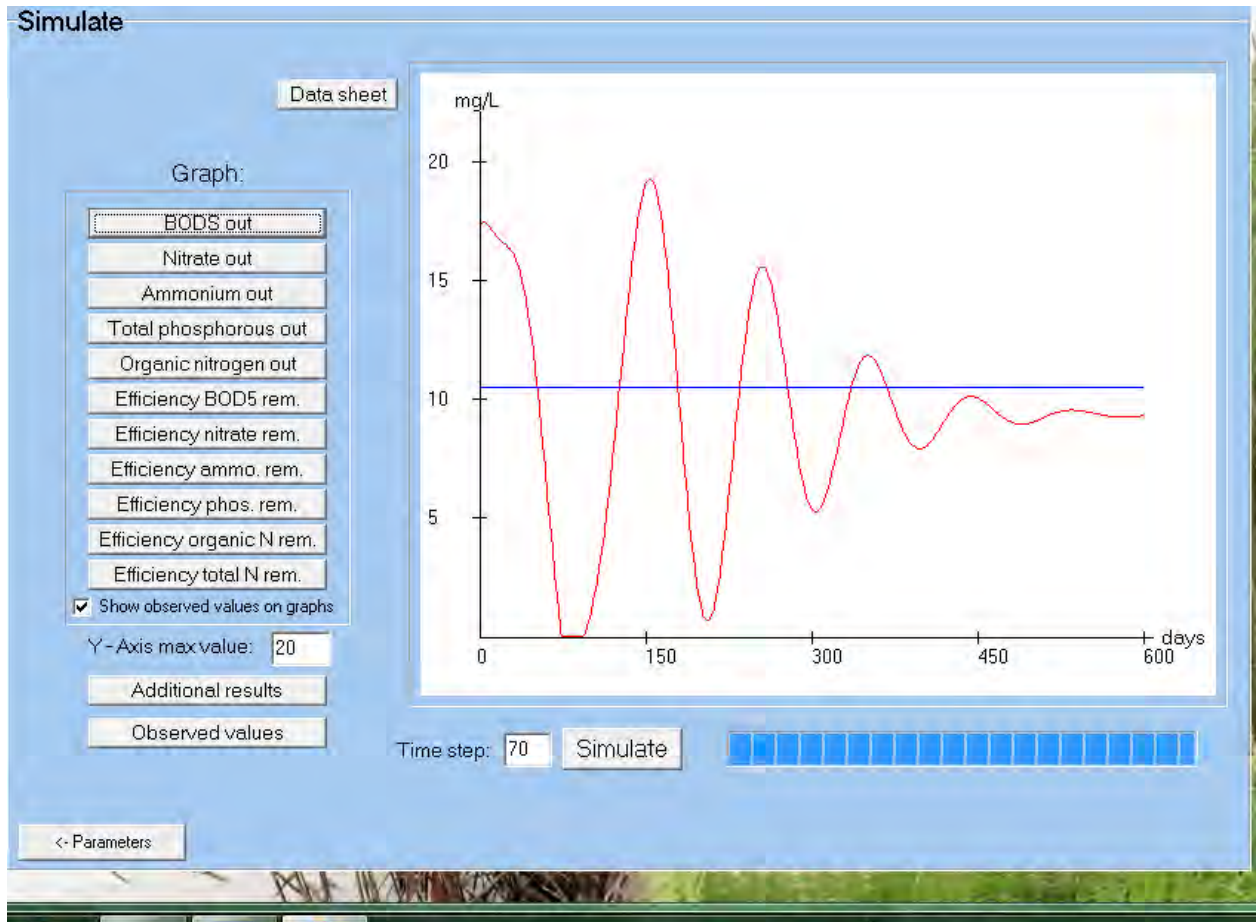 Simulate
Data sheet
Graph:
BODS out
Nitrate out
Ammonium out
Total phosphorous out
Organic nitrogen out
Efficiency BOD5 rem.
Efficiency nitrate rem.
Efficiency ammo. rem.
Efficiency phos. rem.
Efficiency organic N rem.
Efficiency total N rem.
Show observed values on graphs
Y-Axis max value: 20
Additional results
Observed values
mg/L
20
15
10
5
0 150 300 450 600 days
Time step: 70 Simulate
<- Parameters